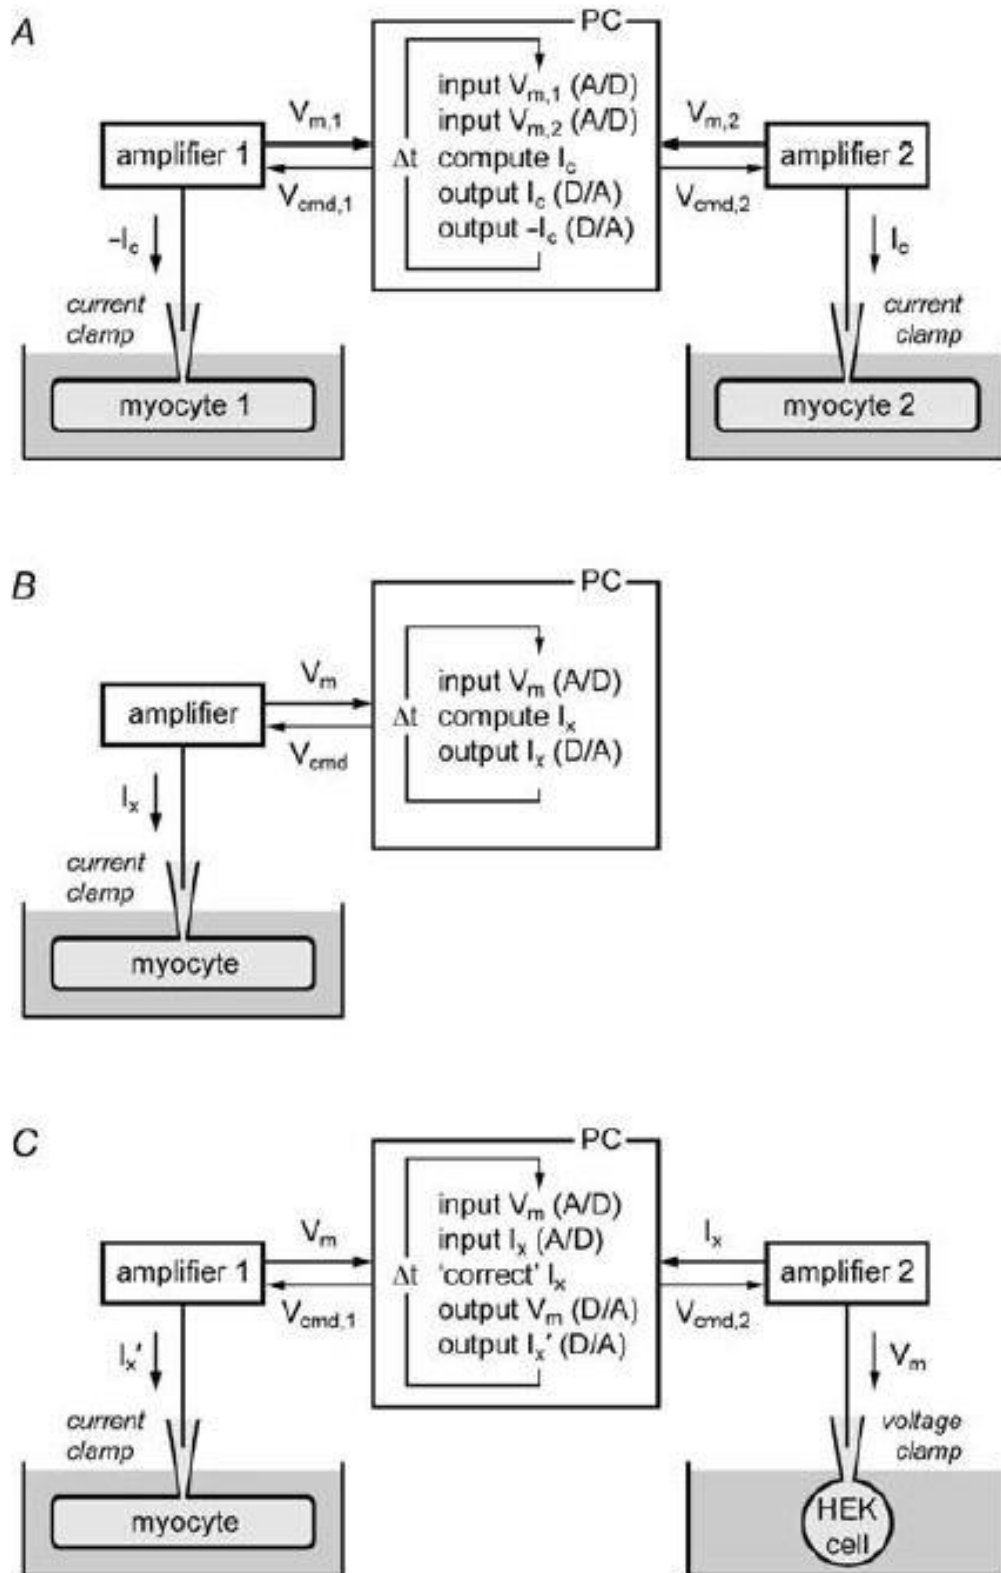 A
PC
input Vm,1 (A/D)
input Vm,2 (A/D)
Δt compute Ic
output Ic (D/A)
output –Ic (D/A)
amplifier 1
Vm,1
Vcmd,1
Vm,2
Vcmd,2
amplifier 2
–Ic
Ic
current
clamp
current
clamp
myocyte 1
myocyte 2
B
PC
input Vm (A/D)
Δt compute Ix
output Ix (D/A)
amplifier
Vm
Vcmd
Ix
current
clamp
myocyte
C
PC
input Vm (A/D)
input Ix (A/D)
Δt 'correct' Ix
output Vm (D/A)
output Ix' (D/A)
amplifier 1
Vm
Vcmd,1
Ix
Vcmd,2
amplifier 2
Ix'
Vm
current
clamp
voltage
clamp
myocyte
HEK
cell